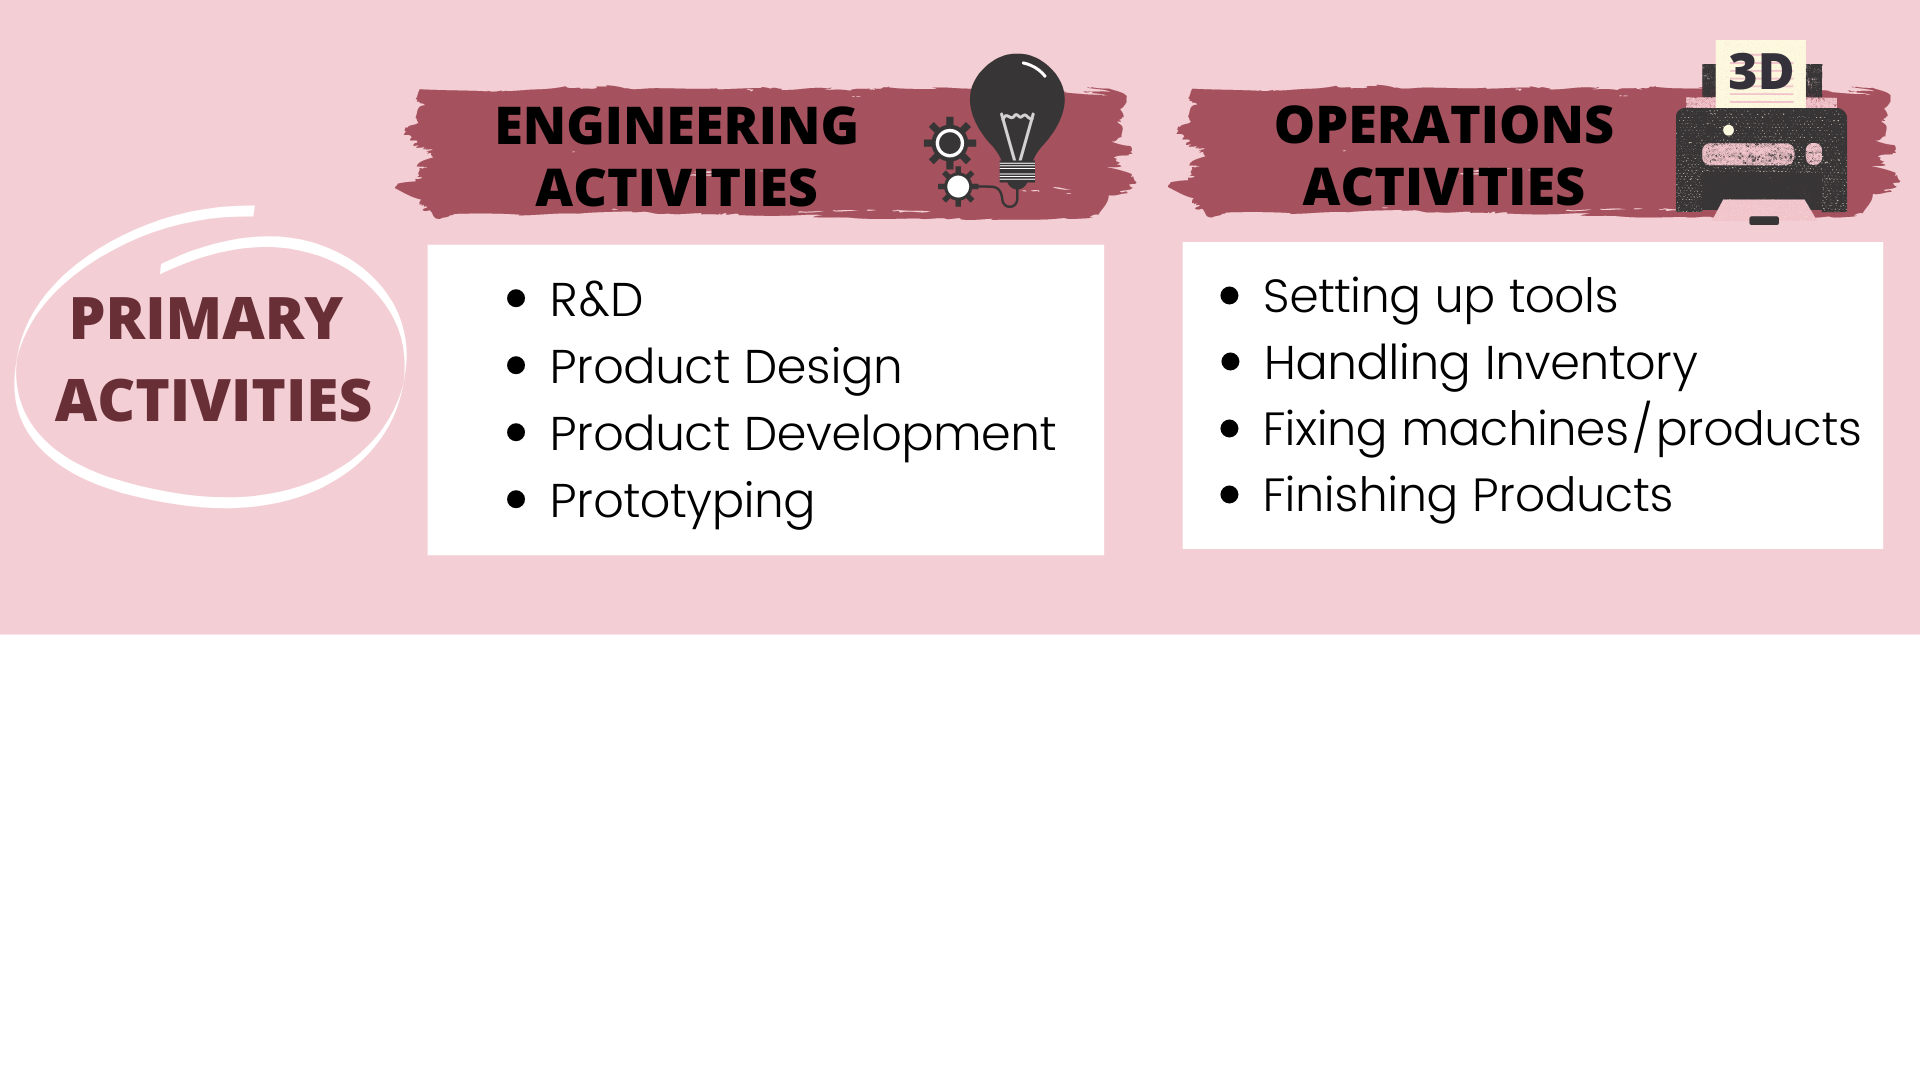 PRIMARY
ACTIVITIES
ENGINEERING
ACTIVITIES
R&D
Product Design
Product Development
Prototyping
OPERATIONS
ACTIVITIES
3D
Setting up tools
Handling Inventory
Fixing machines/products
Finishing Products